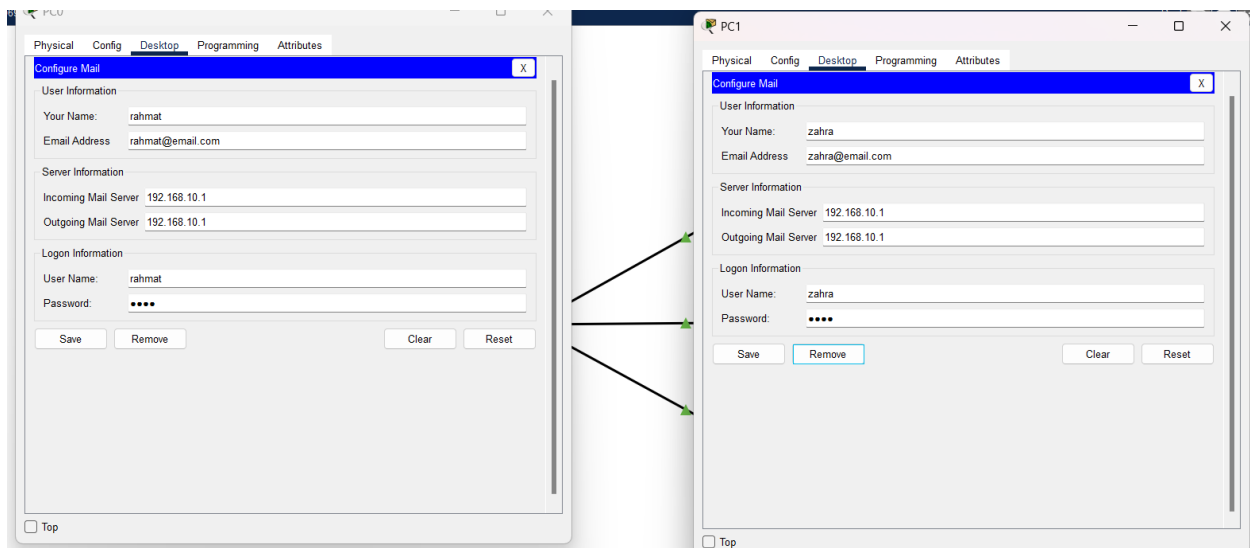 PC0
Physical Config Desktop Programming Attributes
Configure Mail X
User Information
Your Name: rahmat
Email Address rahmat@email.com
Server Information
Incoming Mail Server 192.168.10.1
Outgoing Mail Server 192.168.10.1
Logon Information
User Name: rahmat
Password: ●●●●
Save Remove Clear Reset
Top
PC1
Physical Config Desktop Programming Attributes
Configure Mail X
User Information
Your Name: zahra
Email Address zahra@email.com
Server Information
Incoming Mail Server 192.168.10.1
Outgoing Mail Server 192.168.10.1
Logon Information
User Name: zahra
Password: ●●●●
Save Remove Clear Reset
Top